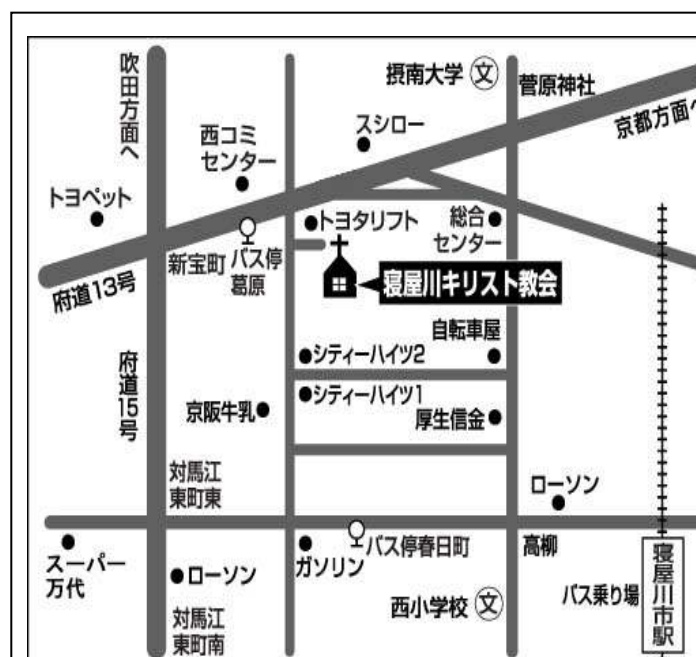 吹田方面へ
摂南大学 文
菅原神社
京都方面へ
スシロー
西コミ
センター
トヨペット
トヨタリフト
総合
センター
府道13号
新宝町
バス停
葛原
寝屋川キリスト教会
自転車屋
シティーハイツ2
府道15号
シティーハイツ1
京阪牛乳
厚生信金
対馬江
東町東
ローソン
スーパー
万代
ガソリン
バス停春日町
高柳
ローソン
西小学校 文
バス乗り場
寝屋川市駅
対馬江
東町南